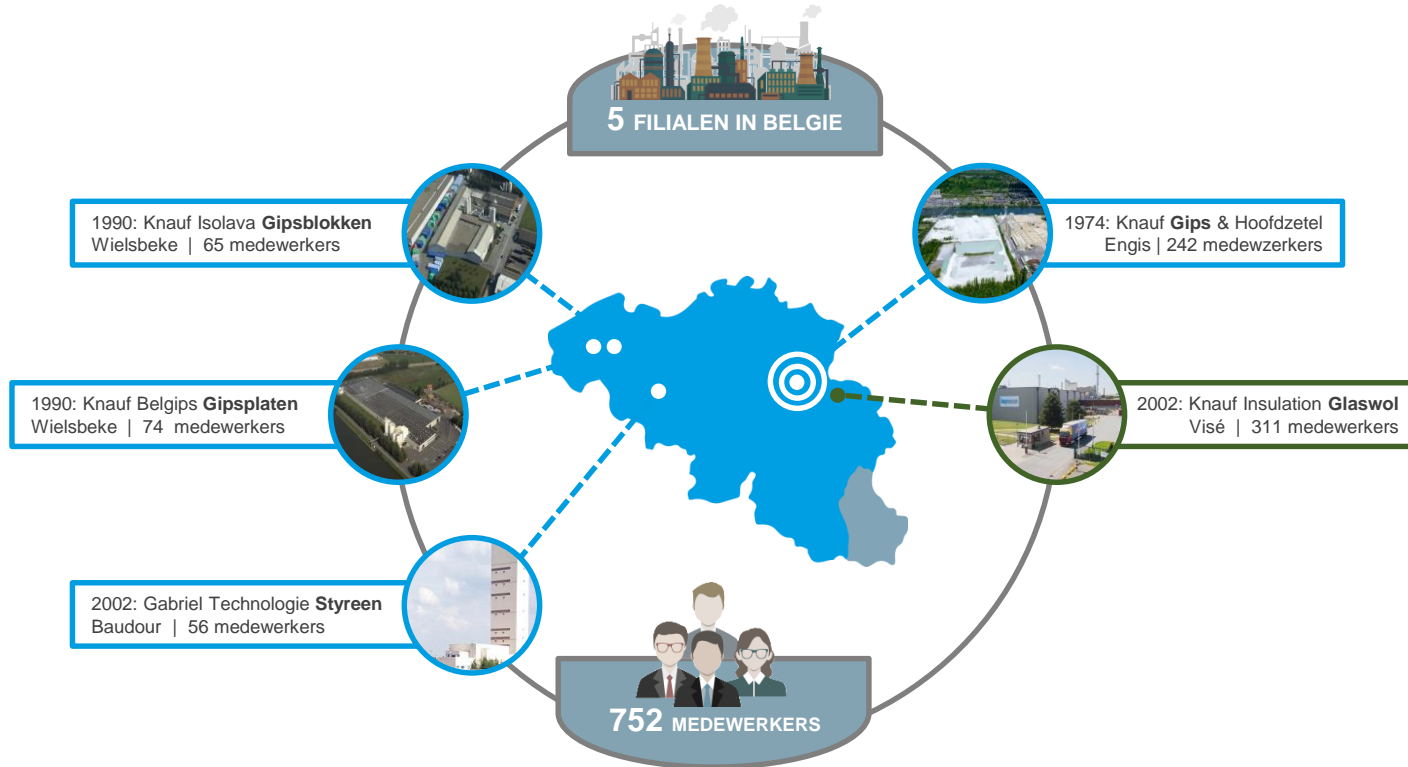 5 FILIALEN IN BELGIE
1990: Knauf Isolava Gipsblokken
Wielsbeke | 65 medewerkers
1974: Knauf Gips & Hoofdzetel
Engis | 242 medewzerkers
1990: Knauf Belgips Gipsplaten
Wielsbeke | 74 medewerkers
2002: Knauf Insulation Glaswol
Visé | 311 medewerkers
2002: Gabriel Technologie Styreen
Baudour | 56 medewerkers
752 MEDEWERKERS